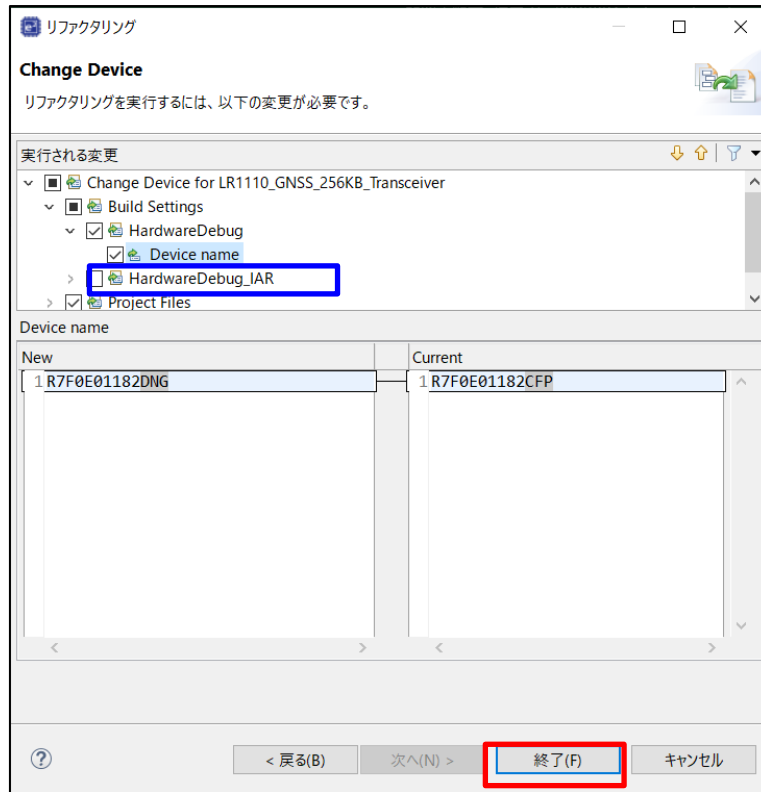 リファクタリング
Change Device
リファクタリングを実行するには、以下の変更が必要です。
実行される変更
Change Device for LR1110_GNSS_256KB_Transceiver
Build Settings
HardwareDebug
Device name
HardwareDebug_IAR
Project Files
Device name
New Current
1 R7F0E01182DNG 1 R7F0E01182CFP
< 戻る(B) 次へ(N) > 終了(F) キャンセル